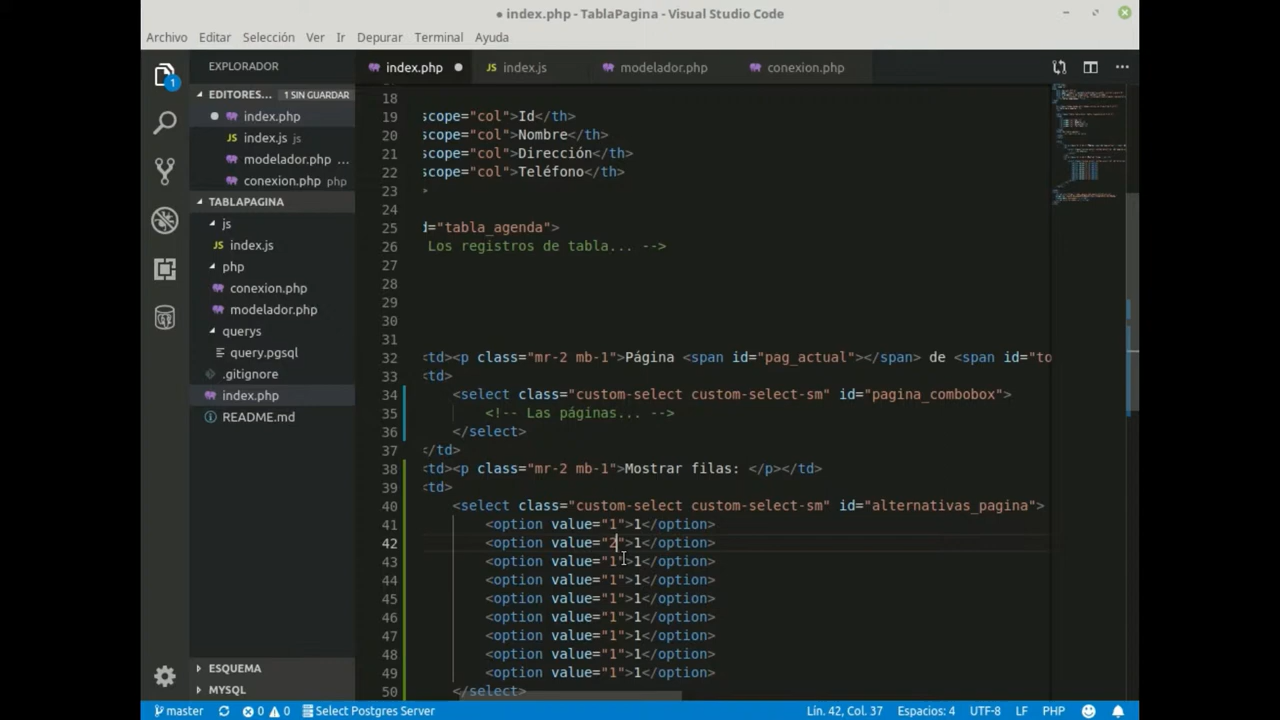 ● index.php - TablaPagina - Visual Studio Code
Archivo Editar Selección Ver Ir Depurar Terminal Ayuda
EXPLORADOR
EDITORES... 1 SIN GUARDAR
index.php
JS index.js js
modelador.php ...
conexion.php php
TABLAPAGINA
js
JS index.js
php
conexion.php
modelador.php
querys
query.pgsql
.gitignore
index.php
README.md
ESQUEMA
MYSQL
1
index.php JS index.js modelador.php conexion.php
18
19 scope="col">Id</th>
20 scope="col">Nombre</th>
21 scope="col">Dirección</th>
22 scope="col">Teléfono</th>
23 >
24
25 d="tabla_agenda">
26 Los registros de tabla... -->
27
28
29
30
31
32 <td><p class="mr-2 mb-1">Página <span id="pag_actual"></span> de <span id="to
33 <td>
34 <select class="custom-select custom-select-sm" id="pagina_combobox">
35 <!-- Las páginas... -->
36 </select>
37 </td>
38 <td><p class="mr-2 mb-1">Mostrar filas: </p></td>
39 <td>
40 <select class="custom-select custom-select-sm" id="alternativas_pagina">
41 <option value="1">1</option>
42 <option value="2">1</option>
43 <option value="1">1</option>
44 <option value="1">1</option>
45 <option value="1">1</option>
46 <option value="1">1</option>
47 <option value="1">1</option>
48 <option value="1">1</option>
49 <option value="1">1</option>
50 </select>
master 0 0 Select Postgres Server Lín. 42, Col. 37 Espacios: 4 UTF-8 LF PHP